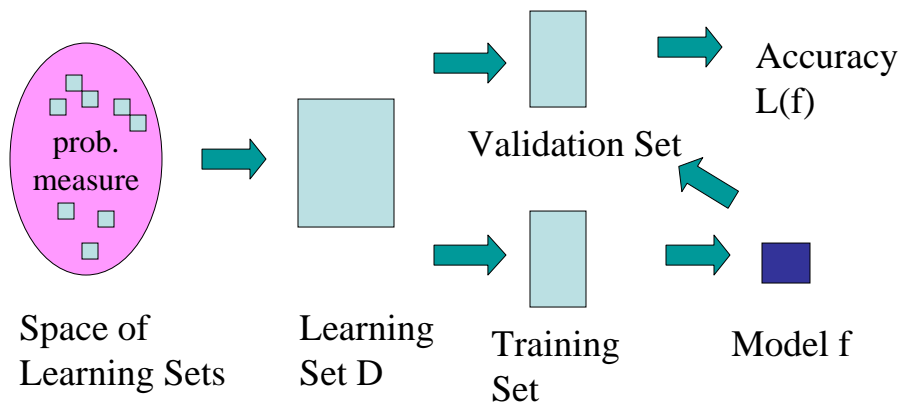 prob.
measure
Space of
Learning Sets
Learning
Set D
Validation Set
Training
Set
Accuracy
L(f)
Model f